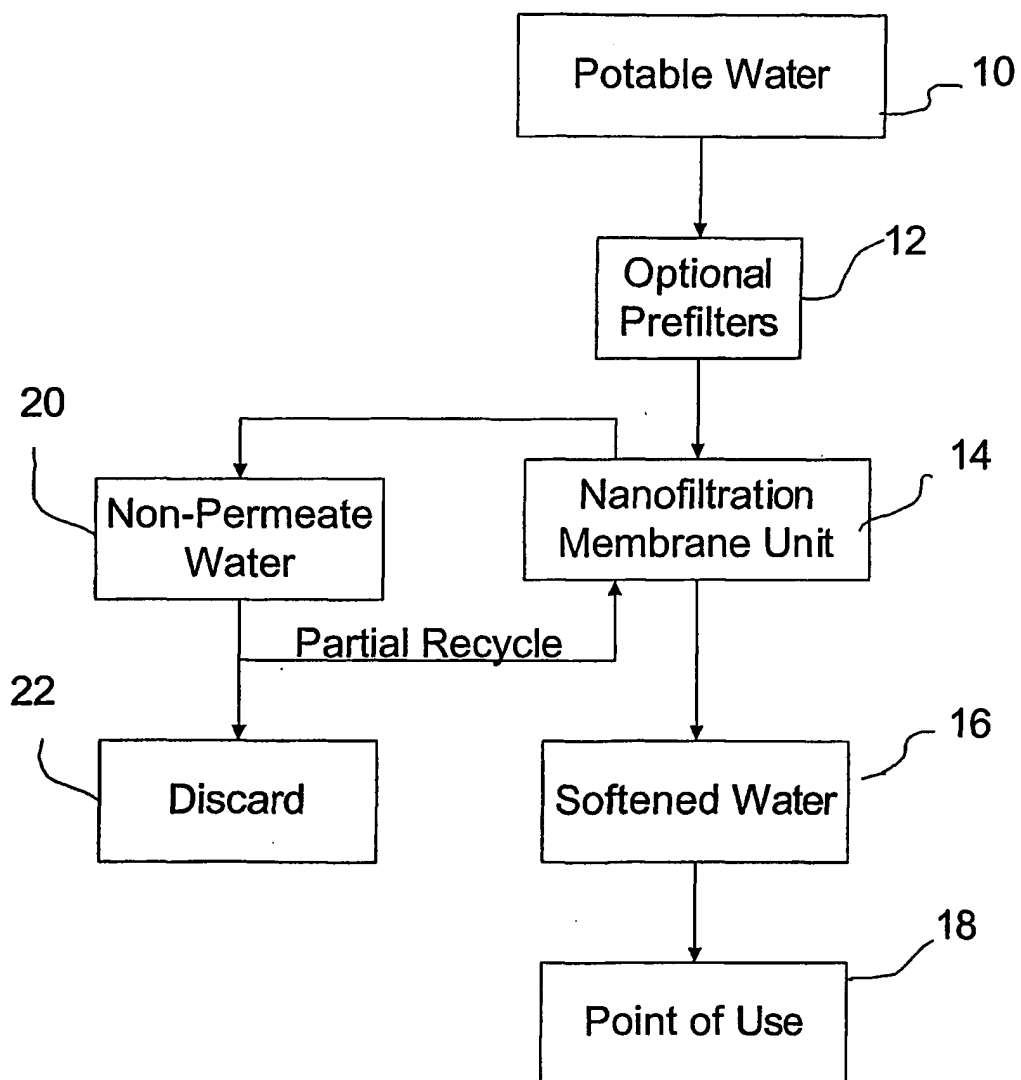 Potable Water
10
Optional
Prefilters
12
20
Non-Permeate
Water
Nanofiltration
Membrane Unit
14
Partial Recycle
22
Discard
Softened Water
16
Point of Use
18